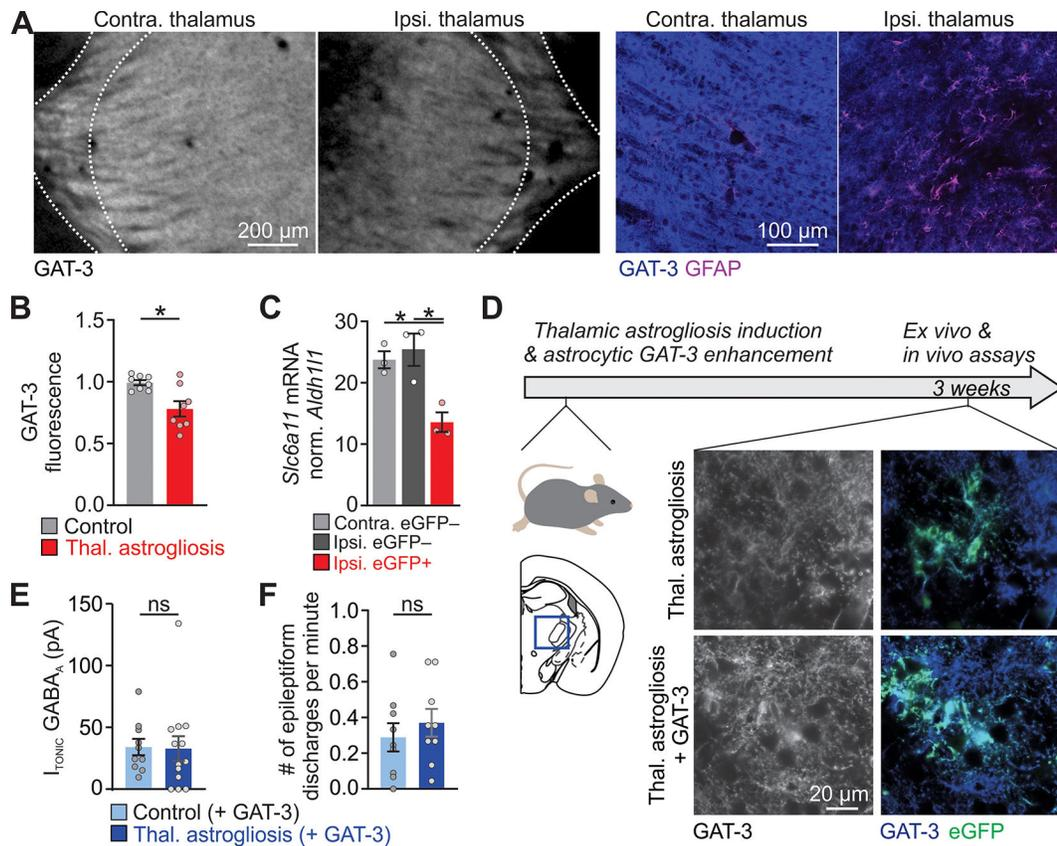 A
Contra. thalamus
Ipsi. thalamus
Contra. thalamus
Ipsi. thalamus
200 µm
100 µm
GAT-3
GAT-3 GFAP
B
GAT-3
fluorescence
1.5
1.0
0.5
0.0
*
Control
Thal. astrogliosis
C
Slc6a11 mRNA
norm. Aldh1l1
30
20
10
0
* *
Contra. eGFP–
Ipsi. eGFP–
Ipsi. eGFP+
D
Thalamic astrogliosis induction
& astrocytic GAT-3 enhancement
Ex vivo &
in vivo assays
3 weeks
Thal. astrogliosis
Thal. astrogliosis
+ GAT-3
20 µm
GAT-3
GAT-3 eGFP
E
I TONIC GABA A (pA)
150
100
50
0
ns
F
# of epileptiform
discharges per minute
1.0
0.8
0.6
0.4
0.2
0.0
ns
Control (+ GAT-3)
Thal. astrogliosis (+ GAT-3)